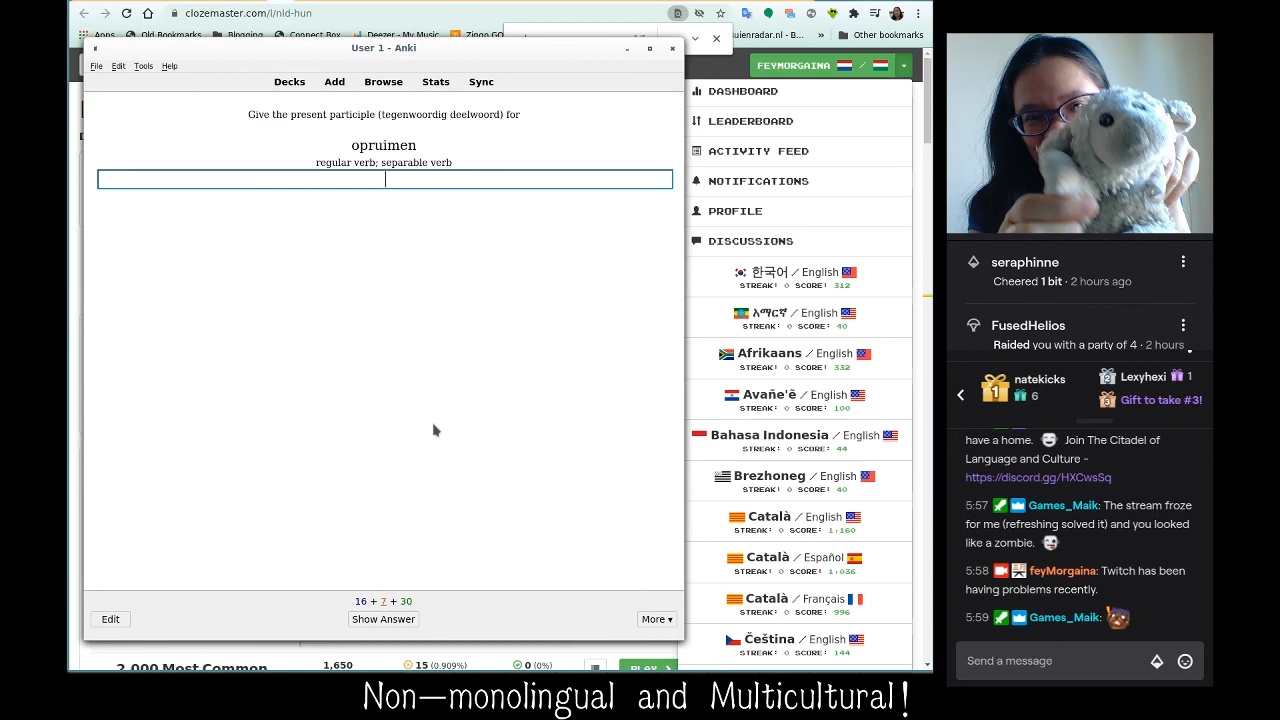 clozemaster.com/l/nld-hun
Apps
Old Bookmarks
Blogging
Connect Box
Deezer - My Music
Ziggo GO
suienradar.nl - We...
»
Other Bookmarks
User 1 - Anki
File Edit Tools Help
Decks Add Browse Stats Sync
Give the present participle (tegenwoordig deelwoord) for
opruimen
regular verb; separable verb
16 + 7 + 30
Edit
Show Answer
More ▾
2,000 Most Common
1,650
15 (0.909%)
0 (0%)
PLAY
FEYMORGAINA /
DASHBOARD
LEADERBOARD
ACTIVITY FEED
NOTIFICATIONS
PROFILE
DISCUSSIONS
한국어 / English
STREAK: 0 SCORE: 312
አማርኛ / English
STREAK: 0 SCORE: 40
Afrikaans / English
STREAK: 0 SCORE: 332
Avañe'ẽ / English
STREAK: 0 SCORE: 100
Bahasa Indonesia / English
STREAK: 0 SCORE: 44
Brezhoneg / English
STREAK: 0 SCORE: 40
Català / English
STREAK: 0 SCORE: 1,160
Català / Español
STREAK: 0 SCORE: 1,036
Català / Français
STREAK: 0 SCORE: 996
Čeština / English
STREAK: 0 SCORE: 144
seraphinne
Cheered 1 bit · 2 hours ago
FusedHelios
Raided you with a party of 4 · 2 hours
natekicks
6
Lexyhexi 1
Gift to take #3!
have a home. Join The Citadel of
Language and Culture -
https://discord.gg/HXCwsSq
5:57 Games_Maik: The stream froze
for me (refreshing solved it) and you looked
like a zombie.
5:58 feyMorgaina: Twitch has been
having problems recently.
5:59 Games_Maik:
Send a message
Non-monolingual and Multicultural!